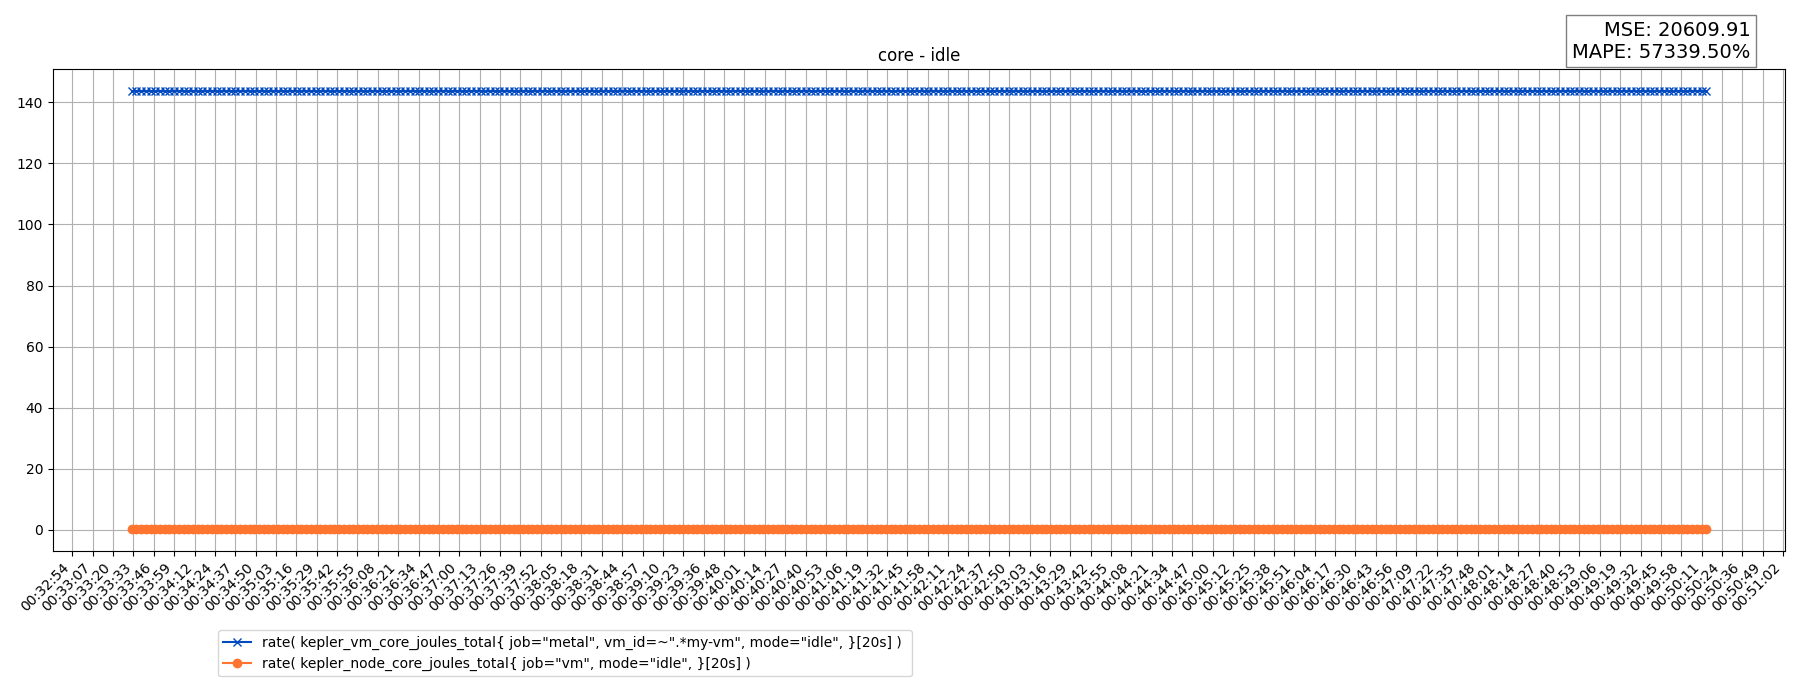 MSE: 20609.91
MAPE: 57339.50%
core - idle
140
120
100
80
60
40
20
0
00:32:54 00:33:07 00:33:20 00:33:33 00:33:46 00:33:59 00:34:12 00:34:24 00:34:37 00:34:50 00:35:03 00:35:16 00:35:29 00:35:42 00:35:55 00:36:08 00:36:21 00:36:34 00:36:47 00:37:00 00:37:13 00:37:26 00:37:39 00:37:52 00:38:05 00:38:18 00:38:31 00:38:44 00:38:57 00:39:10 00:39:23 00:39:36 00:39:48 00:40:01 00:40:14 00:40:27 00:40:40 00:40:53 00:41:06 00:41:19 00:41:32 00:41:45 00:41:58 00:42:11 00:42:24 00:42:37 00:42:50 00:43:03 00:43:16 00:43:29 00:43:42 00:43:55 00:44:08 00:44:21 00:44:34 00:44:47 00:45:00 00:45:12 00:45:25 00:45:38 00:45:51 00:46:04 00:46:17 00:46:30 00:46:43 00:46:56 00:47:09 00:47:22 00:47:35 00:47:48 00:48:01 00:48:14 00:48:27 00:48:40 00:48:53 00:49:06 00:49:19 00:49:32 00:49:45 00:49:58 00:50:11 00:50:24 00:50:36 00:50:49 00:51:02
rate( kepler_vm_core_joules_total{ job="metal", vm_id=~".*my-vm", mode="idle", }[20s] )
rate( kepler_node_core_joules_total{ job="vm", mode="idle", }[20s] )